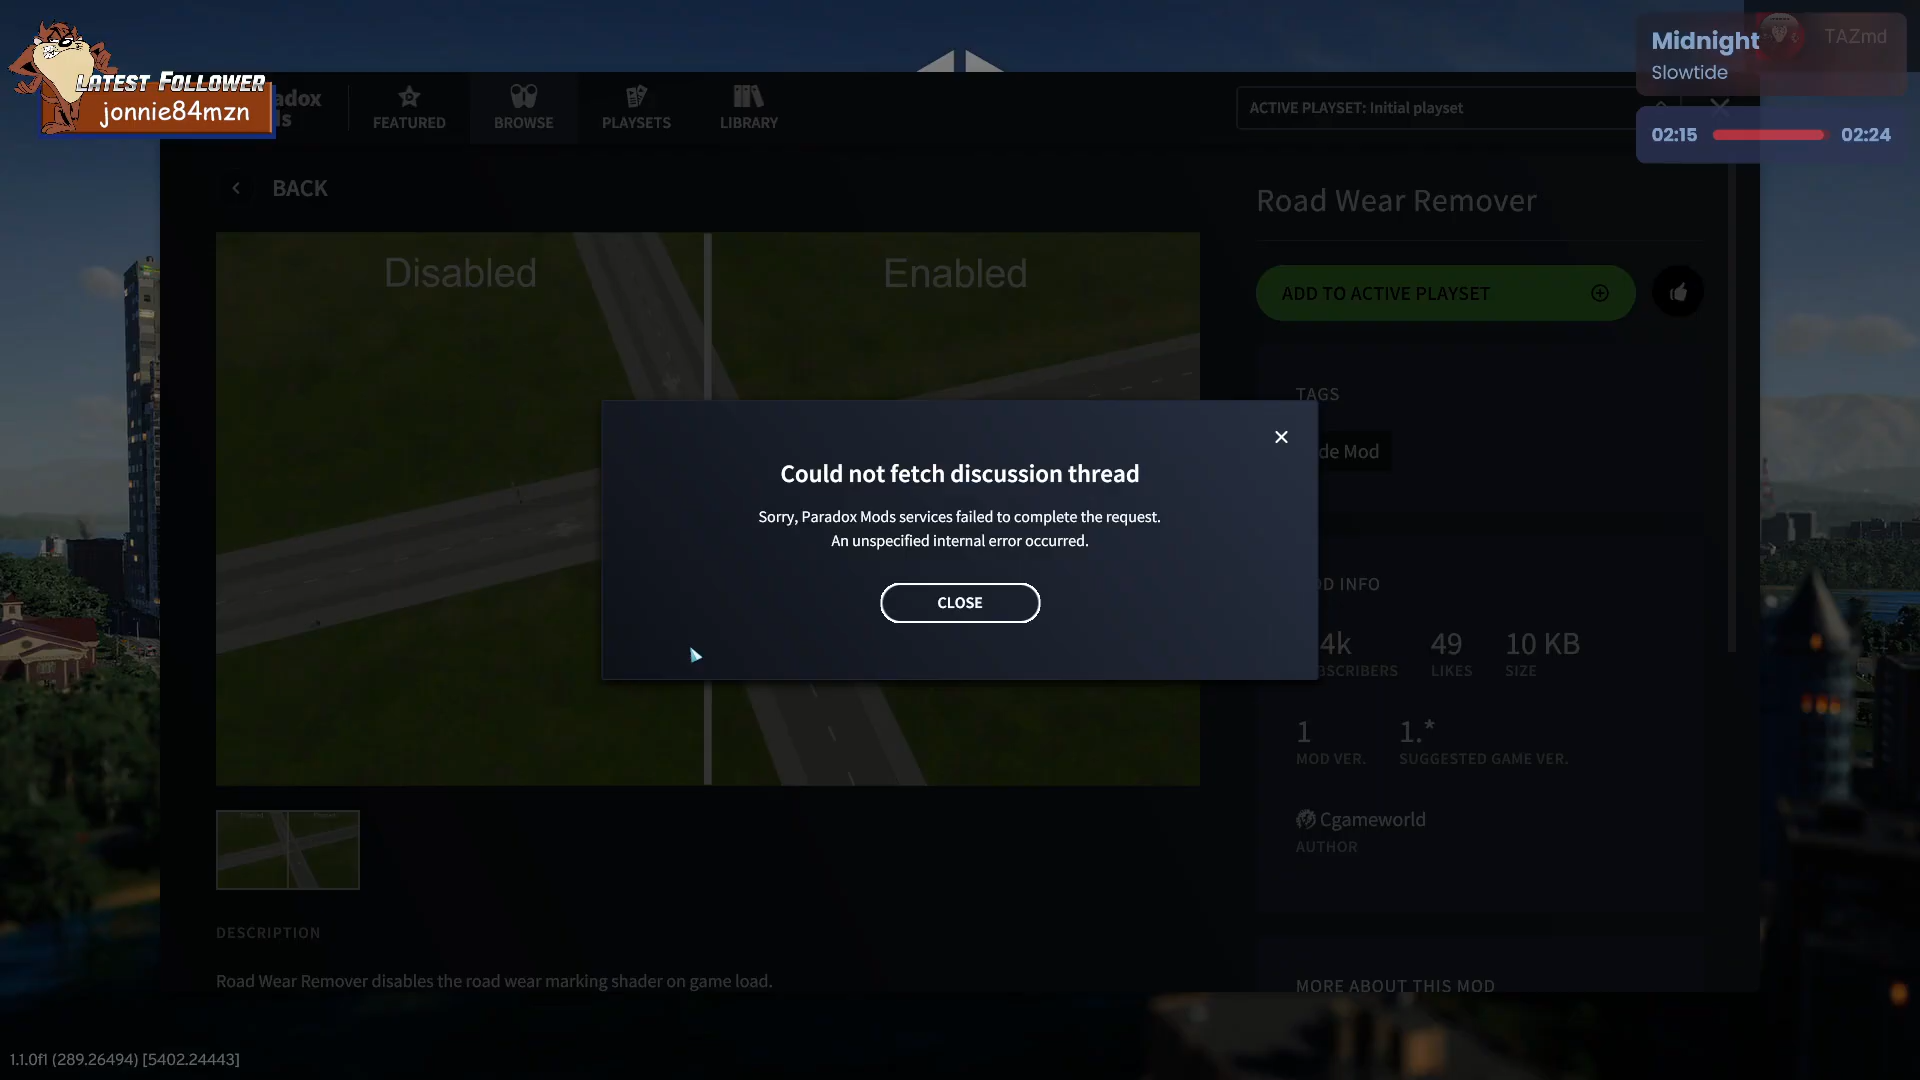 LATEST FOLLOWER
jonnie84mzn
adox
s
FEATURED
BROWSE
PLAYSETS
LIBRARY
ACTIVE PLAYSET: Initial playset
Midnight
Slowtide
TAZmd
02:15
02:24
BACK
Disabled
Enabled
Road Wear Remover
ADD TO ACTIVE PLAYSET
TAGS
de Mod
Could not fetch discussion thread
Sorry, Paradox Mods services failed to complete the request.
An unspecified internal error occurred.
CLOSE
D INFO
4k
BSCRIBERS
49
LIKES
10 KB
SIZE
1
MOD VER.
1.*
SUGGESTED GAME VER.
Cgameworld
AUTHOR
DESCRIPTION
Road Wear Remover disables the road wear marking shader on game load.
MORE ABOUT THIS MOD
1.1.0f1 (289.26494) [5402.24443]